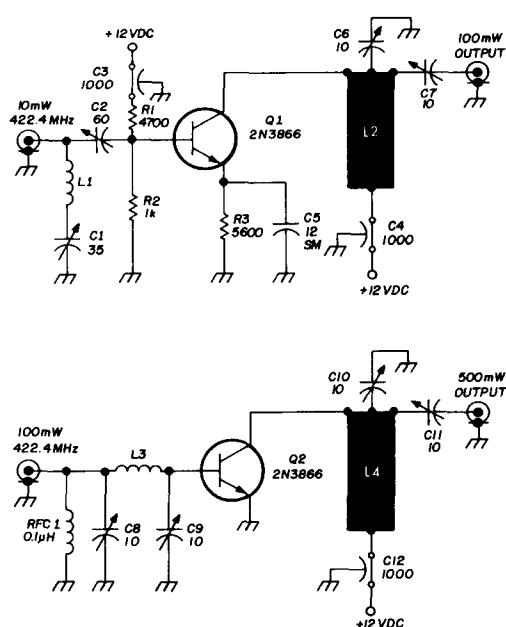 +12VDC
C3
1000
10mW
422.4 MHz
C2
60
R1
4700
Q1
2N3866
C6
10
100mW
OUTPUT
C7
10
L2
L1
C1
35
R2
1k
R3
5600
C5
12
SM
C4
1000
+12VDC
C10
10
500mW
OUTPUT
C11
10
100mW
422.4MHz
L3
Q2
2N3866
L4
RFC 1
0.1μH
C8
10
C9
10
C12
1000
+12VDC